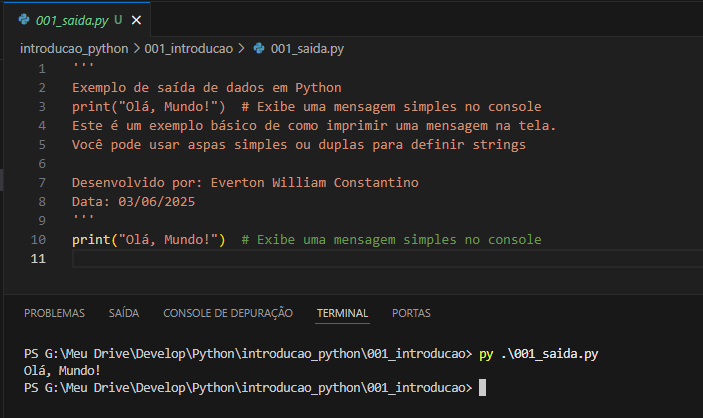 001_saida.py U
introducao_python > 001_introducao > 001_saida.py
1 '''
2 Exemplo de saída de dados em Python
3 print("Olá, Mundo!")  # Exibe uma mensagem simples no console
4 Este é um exemplo básico de como imprimir uma mensagem na tela.
5 Você pode usar aspas simples ou duplas para definir strings
6
7 Desenvolvido por: Everton William Constantino
8 Data: 03/06/2025
9 '''
10 print("Olá, Mundo!")  # Exibe uma mensagem simples no console
11
PROBLEMAS SAÍDA CONSOLE DE DEPURAÇÃO TERMINAL PORTAS
PS G:\Meu Drive\Develop\Python\introducao_python\001_introducao> py .\001_saida.py
Olá, Mundo!
PS G:\Meu Drive\Develop\Python\introducao_python\001_introducao>